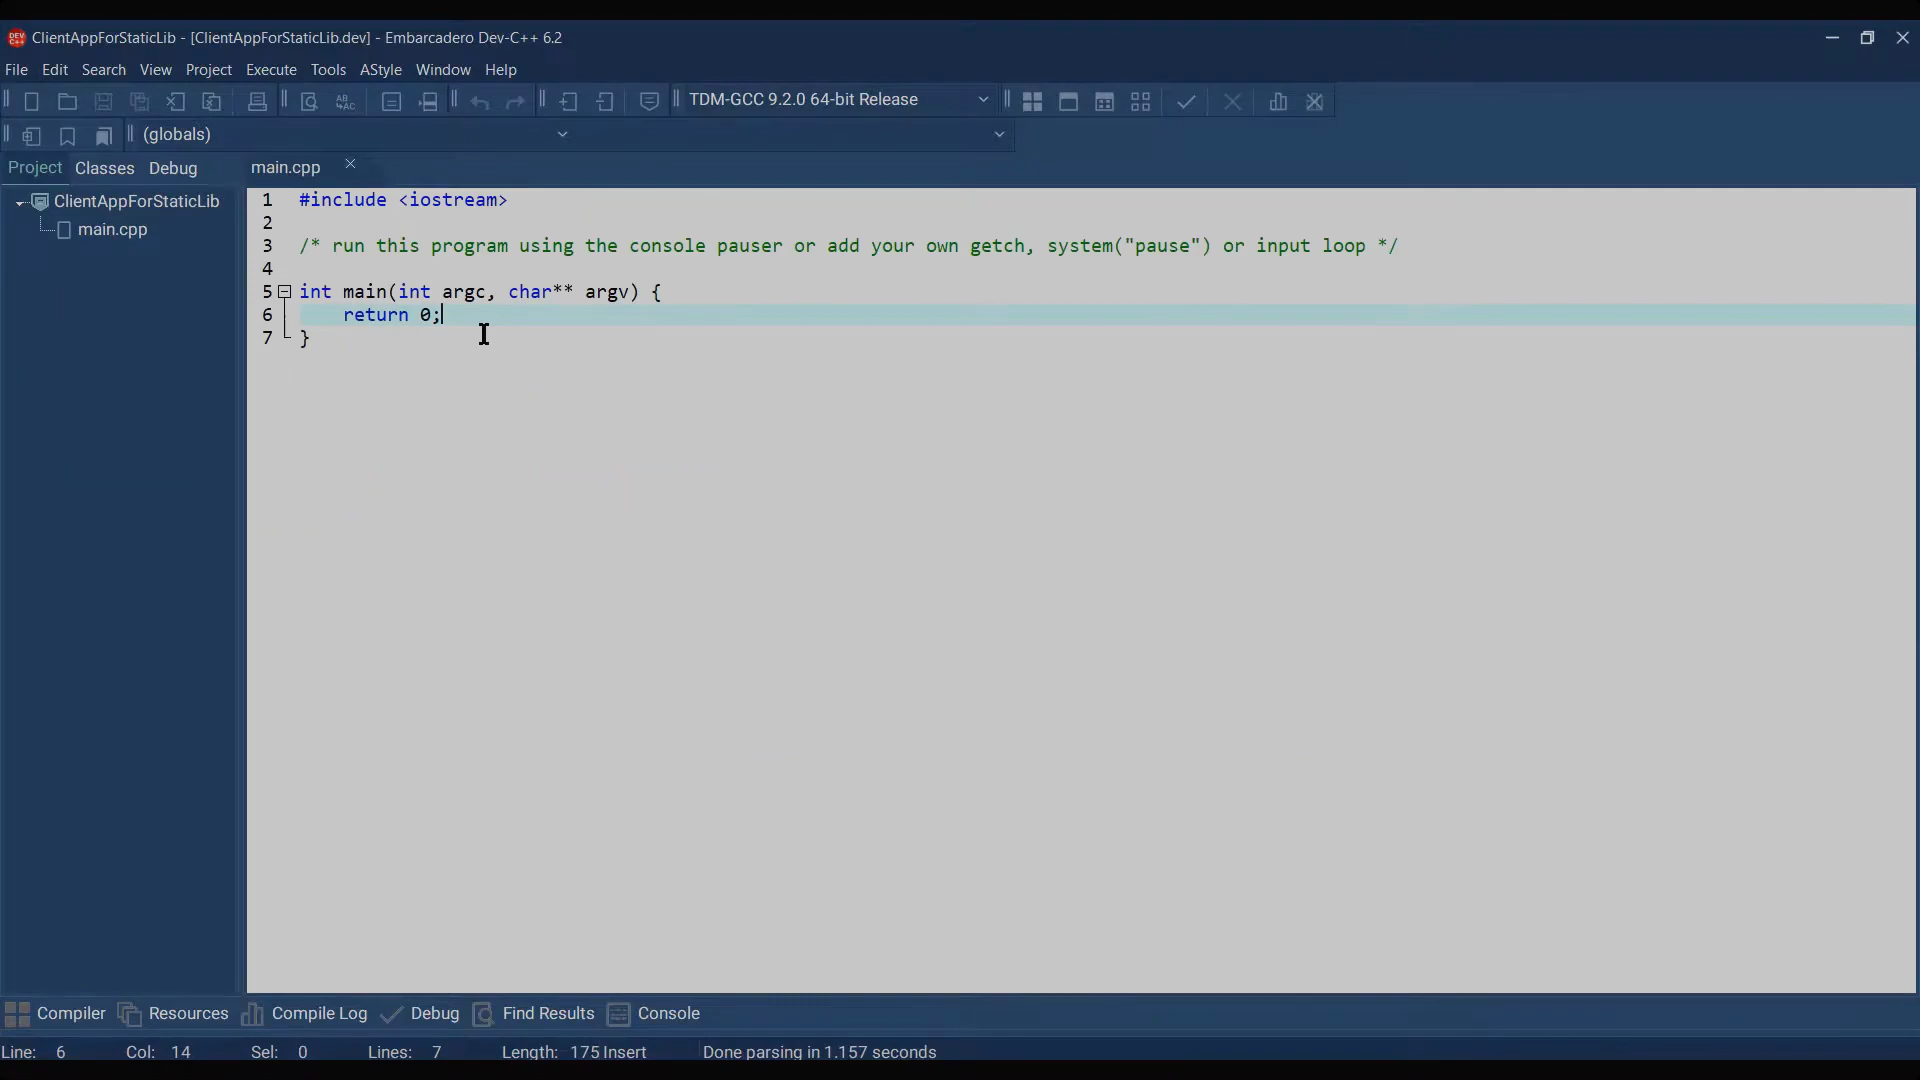 ClientAppForStaticLib - [ClientAppForStaticLib.dev] - Embarcadero Dev-C++ 6.2
File Edit Search View Project Execute Tools AStyle Window Help
TDM-GCC 9.2.0 64-bit Release
(globals)
Project Classes Debug
main.cpp
ClientAppForStaticLib
main.cpp
1 #include <iostream>
2
3 /* run this program using the console pauser or add your own getch, system("pause") or input loop */
4
5 int main(int argc, char** argv) {
6     return 0;
7 }
Compiler Resources Compile Log Debug Find Results Console
Line: 6 Col: 14 Sel: 0 Lines: 7 Length: 175 Insert Done parsing in 1.157 seconds